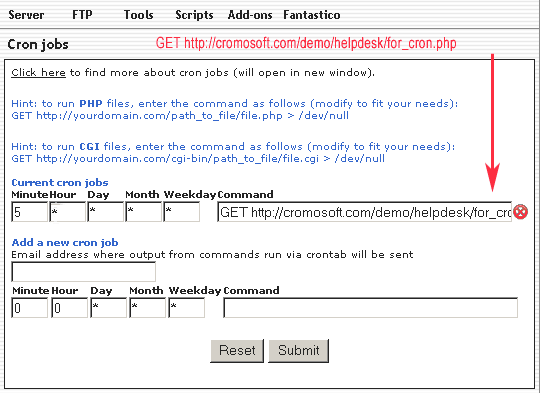 Server FTP Tools Scripts Add-ons Fantastico
Cron jobs GET http://cromosoft.com/demo/helpdesk/for_cron.php
Click here to find more about cron jobs (will open in new window).
Hint: to run PHP files, enter the command as follows (modify to fit your needs):
GET http://yourdomain.com/path_to_file/file.php > /dev/null
Hint: to run CGI files, enter the command as follows (modify to fit your needs):
GET http://yourdomain.com/cgi-bin/path_to_file/file.cgi > /dev/null
Current cron jobs
Minute Hour Day Month Weekday Command
5 * * * * GET http://cromosoft.com/demo/helpdesk/for_cro
Add a new cron job
Email address where output from commands run via crontab will be sent
Minute Hour Day Month Weekday Command
0 0 * * *
Reset Submit